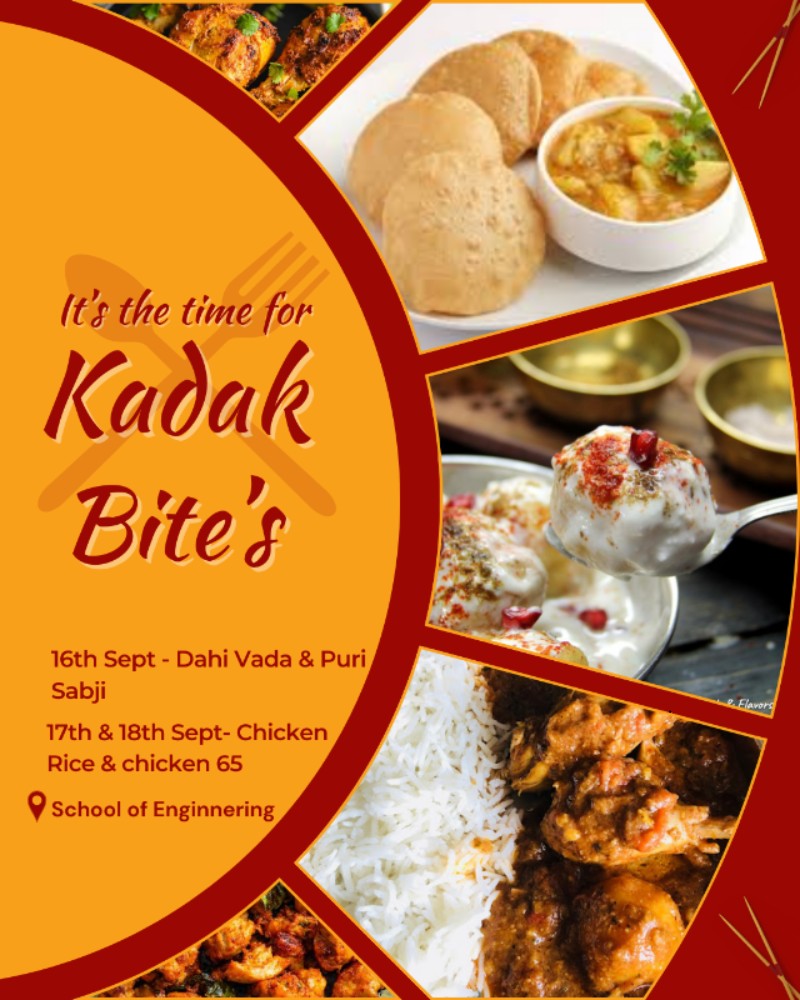 It's the time for
Kadak
Bite's
16th Sept - Dahi Vada & Puri
Sabji
17th & 18th Sept- Chicken
Rice & chicken 65
School of Enginnering
& Flavors